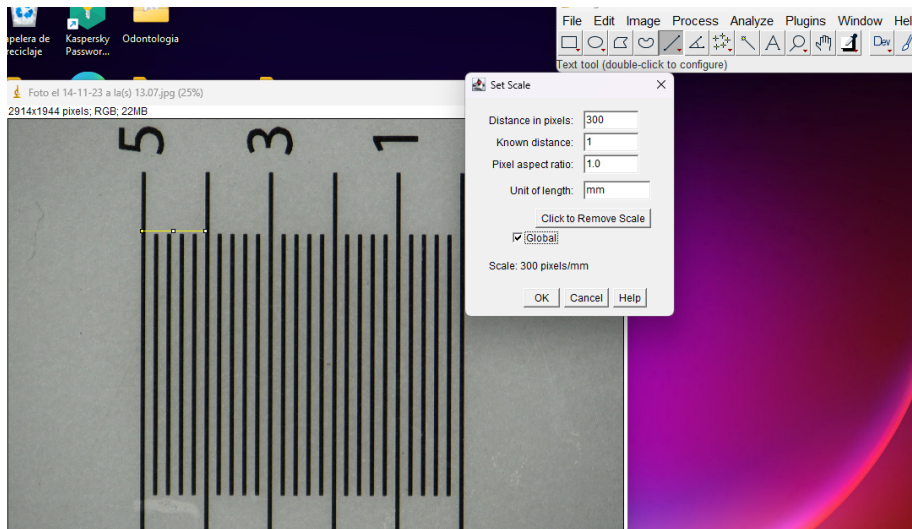 File Edit Image Process Analyze Plugins Window Hel
apelera de
reciclaje
Kaspersky
Passwor...
Odontologia
Dev
Text tool (double-click to configure)
Foto el 14-11-23 a la(s) 13.07.jpg (25%)
2914x1944 pixels; RGB; 22MB
5 3 1
Set Scale
Distance in pixels: 300
Known distance: 1
Pixel aspect ratio: 1.0
Unit of length: mm
Click to Remove Scale
Global
Scale: 300 pixels/mm
OK Cancel Help